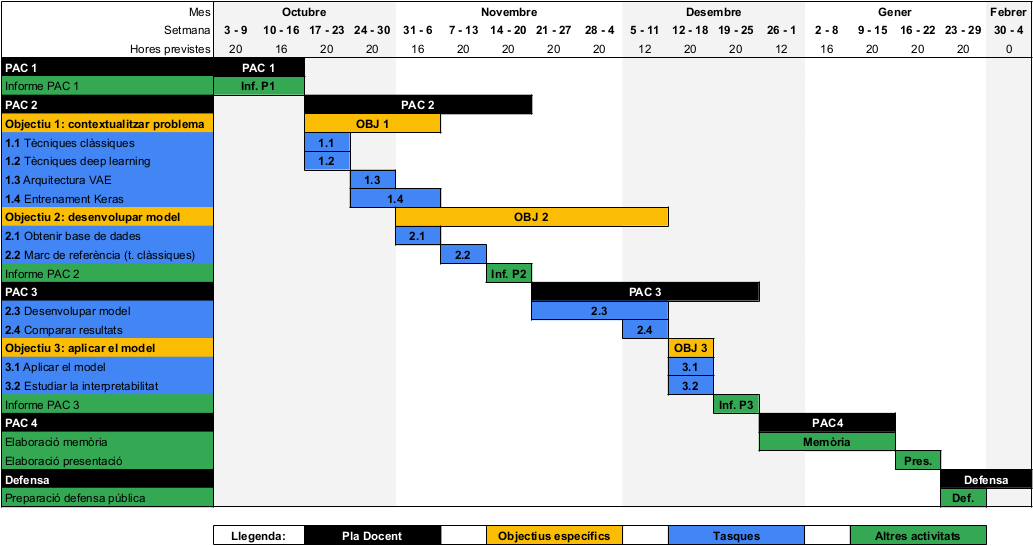 Mes Octubre Novembre Desembre Gener Febrer
Setmana 3 - 9 10 - 16 17 - 23 24 - 30 31 - 6 7 - 13 14 - 20 21 - 27 28 - 4 5 - 11 12 - 18 19 - 25 26 - 1 2 - 8 9 - 15 16 - 22 23 - 29 30 - 4
Hores previstes 20 16 20 20 16 20 20 20 20 12 20 20 12 16 20 20 20 0
PAC 1 PAC 1
Informe PAC 1 Inf. P1
PAC 2 PAC 2
Objectiu 1: contextualitzar problema OBJ 1
1.1 Tècniques clàssiques 1.1
1.2 Tècniques deep learning 1.2
1.3 Arquitectura VAE 1.3
1.4 Entrenament Keras 1.4
Objectiu 2: desenvolupar model OBJ 2
2.1 Obtenir base de dades 2.1
2.2 Marc de referència (t. clàssiques) 2.2
Informe PAC 2 Inf. P2
PAC 3 PAC 3
2.3 Desenvolupar model 2.3
2.4 Comparar resultats 2.4
Objectiu 3: aplicar el model OBJ 3
3.1 Aplicar el model 3.1
3.2 Estudiar la interpretabilitat 3.2
Informe PAC 3 Inf. P3
PAC 4 PAC4
Elaboració memòria Memòria
Elaboració presentació Pres.
Defensa Defensa
Preparació defensa pública Def.
Llegenda: Pla Docent Objectius específics Tasques Altres activitats